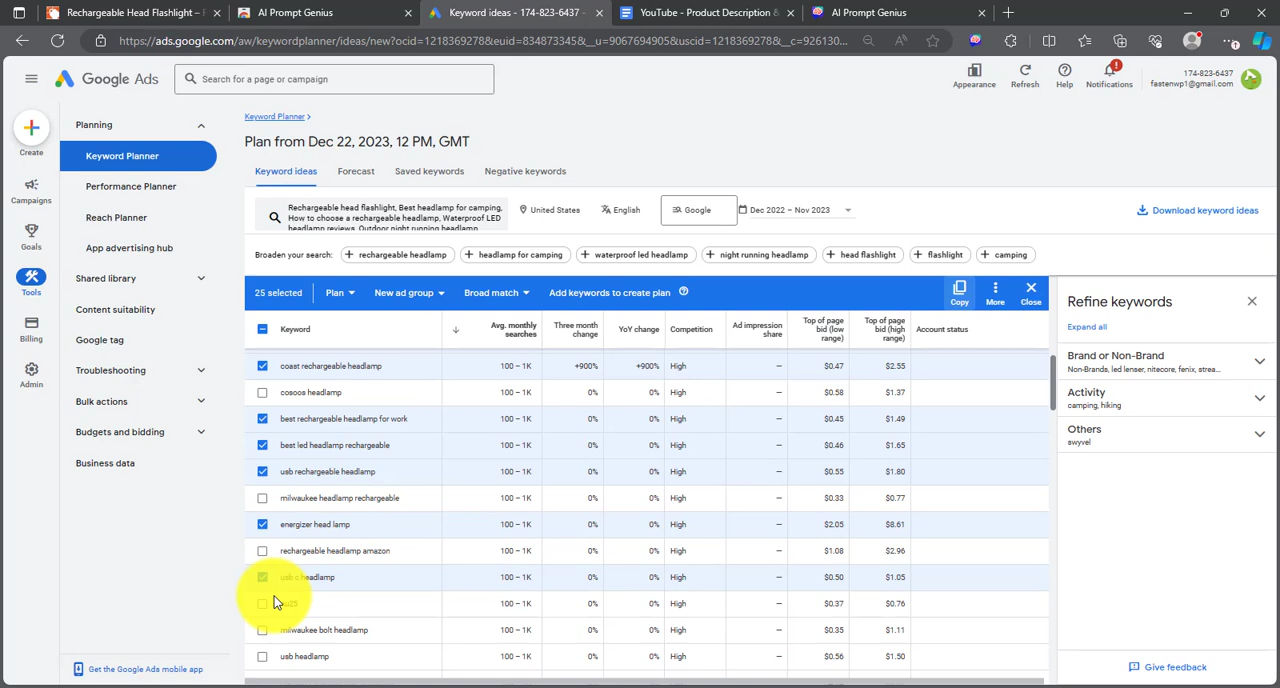 Rechargeable Head Flashlight –
AI Prompt Genius
Keyword ideas - 174-823-6437 -
YouTube - Product Description &
AI Prompt Genius
https://ads.google.com/aw/keywordplanner/ideas/new?ocid=1218369278&euid=8348733345&__u=9067694905&uscid=1218369278&__c=926130...
Google Ads
Search for a page or campaign
Appearance
Refresh
Help
Notifications
174-823-6437
fastenwp1@gmail.com
Create
Campaigns
Goals
Tools
Billing
Admin
Planning
Keyword Planner
Performance Planner
Reach Planner
App advertising hub
Shared library
Content suitability
Google tag
Troubleshooting
Bulk actions
Budgets and bidding
Business data
Get the Google Ads mobile app
Keyword Planner
Plan from Dec 22, 2023, 12 PM, GMT
Keyword ideas Forecast Saved keywords Negative keywords
Rechargeable head flashlight, Best headlamp for camping,
How to choose a rechargeable headlamp, Waterproof LED
headlamp reviews, Outdoor night running headlamp
United States
English
Google
Dec 2022 – Nov 2023
Download keyword ideas
Broaden your search: rechargeable headlamp headlamp for camping waterproof led headlamp night running headlamp head flashlight flashlight camping
25 selected Plan New ad group Broad match Add keywords to create plan Copy More Close
Keyword Avg. monthly searches Three month change YoY change Competition Ad impression share Top of page bid (low range) Top of page bid (high range) Account status
coast rechargeable headlamp 100 – 1K +900% +900% High – $0.47 $2.55
cosoos headlamp 100 – 1K 0% 0% High – $0.58 $1.37
best rechargeable headlamp for work 100 – 1K 0% 0% High – $0.45 $1.49
best led headlamp rechargeable 100 – 1K 0% 0% High – $0.46 $1.65
usb rechargeable headlamp 100 – 1K 0% 0% High – $0.55 $1.80
milwaukee headlamp rechargeable 100 – 1K 0% 0% High – $0.33 $0.77
energizer head lamp 100 – 1K 0% 0% High – $2.05 $8.61
rechargeable headlamp amazon 100 – 1K 0% 0% High – $1.08 $2.96
usb c headlamp 100 – 1K 0% 0% High – $0.50 $1.05
100 – 1K 0% 0% High – $0.37 $0.76
milwaukee bolt headlamp 100 – 1K 0% 0% High – $0.35 $1.11
usb headlamp 100 – 1K 0% 0% High – $0.56 $1.50
Refine keywords
Expand all
Brand or Non-Brand
Non-Brands, led lenser, nitecore, fenix, strea...
Activity
camping, hiking
Others
swyvel
Give feedback